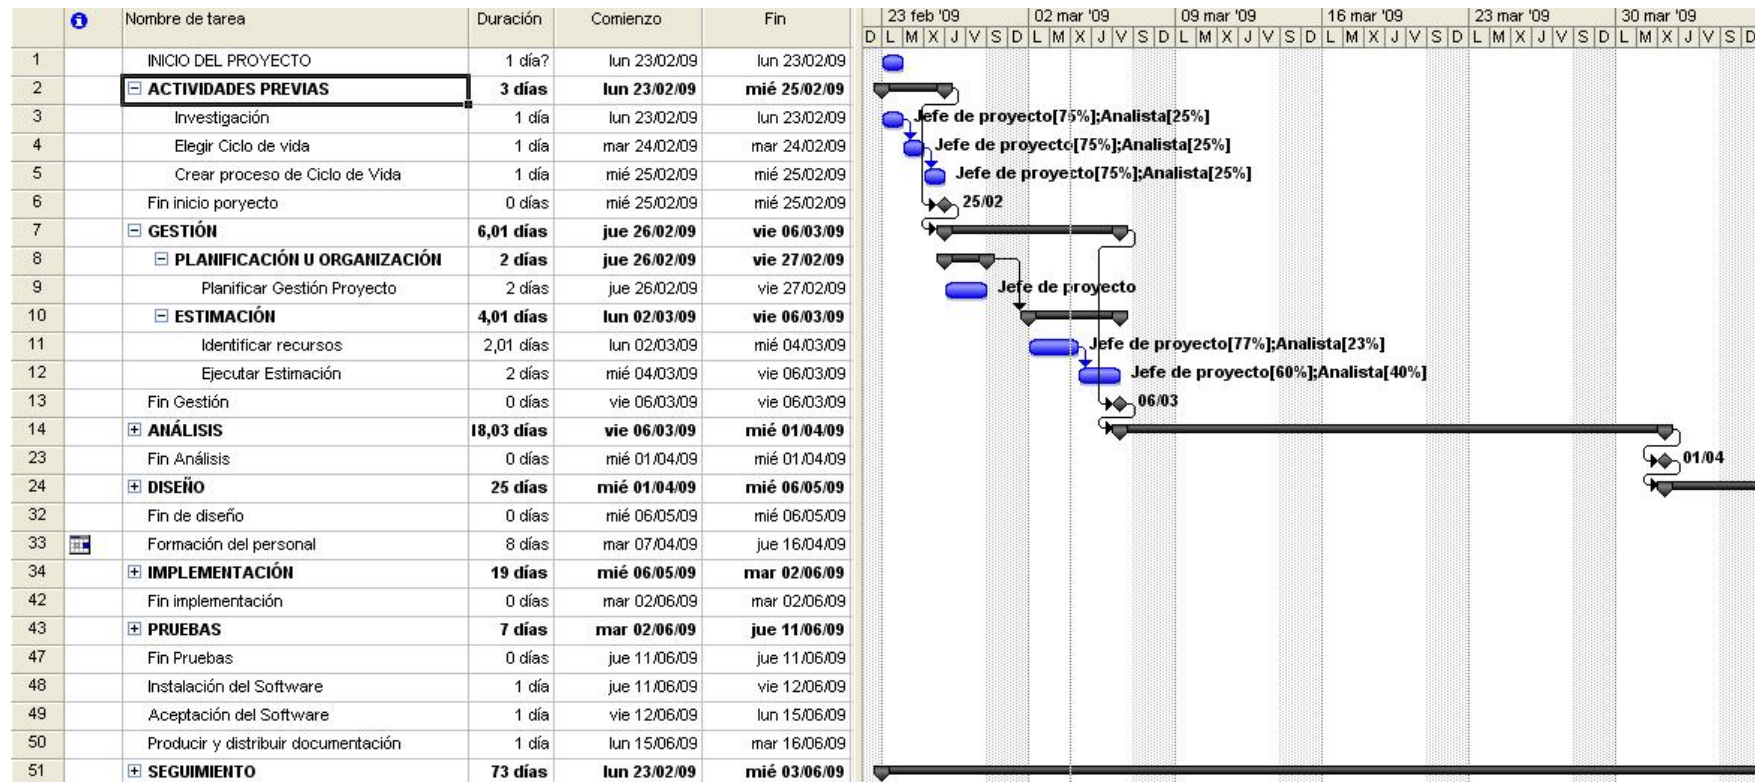 Nombre de tarea Duración Comienzo Fin 23 feb '09 02 mar '09 09 mar '09 16 mar '09 23 mar '09 30 mar '09
D L M X J V S D L M X J V S D L M X J V S D L M X J V S D L M X J V S D L M X J V S D
1 INICIO DEL PROYECTO 1 día? lun 23/02/09 lun 23/02/09
2 ACTIVIDADES PREVIAS 3 días lun 23/02/09 mié 25/02/09
3 Investigación 1 día lun 23/02/09 lun 23/02/09 Jefe de proyecto[75%];Analista[25%]
4 Elegir Ciclo de vida 1 día mar 24/02/09 mar 24/02/09 Jefe de proyecto[75%];Analista[25%]
5 Crear proceso de Ciclo de Vida 1 día mié 25/02/09 mié 25/02/09 Jefe de proyecto[75%];Analista[25%]
6 Fin inicio poryecto 0 días mié 25/02/09 mié 25/02/09 25/02
7 GESTIÓN 6,01 días jue 26/02/09 vie 06/03/09
8 PLANIFICACIÓN U ORGANIZACIÓN 2 días jue 26/02/09 vie 27/02/09
9 Planificar Gestión Proyecto 2 días jue 26/02/09 vie 27/02/09 Jefe de proyecto
10 ESTIMACIÓN 4,01 días lun 02/03/09 vie 06/03/09
11 Identificar recursos 2,01 días lun 02/03/09 mié 04/03/09 Jefe de proyecto[77%];Analista[23%]
12 Ejecutar Estimación 2 días mié 04/03/09 vie 06/03/09 Jefe de proyecto[60%];Analista[40%]
13 Fin Gestión 0 días vie 06/03/09 vie 06/03/09 06/03
14 ANÁLISIS 18,03 días vie 06/03/09 mié 01/04/09
23 Fin Análisis 0 días mié 01/04/09 mié 01/04/09 01/04
24 DISEÑO 25 días mié 01/04/09 mié 06/05/09
32 Fin de diseño 0 días mié 06/05/09 mié 06/05/09
33 Formación del personal 8 días mar 07/04/09 jue 16/04/09
34 IMPLEMENTACIÓN 19 días mié 06/05/09 mar 02/06/09
42 Fin implementación 0 días mar 02/06/09 mar 02/06/09
43 PRUEBAS 7 días mar 02/06/09 jue 11/06/09
47 Fin Pruebas 0 días jue 11/06/09 jue 11/06/09
48 Instalación del Software 1 día jue 11/06/09 vie 12/06/09
49 Aceptación del Software 1 día vie 12/06/09 lun 15/06/09
50 Producir y distribuir documentación 1 día lun 15/06/09 mar 16/06/09
51 SEGUIMIENTO 73 días lun 23/02/09 mié 03/06/09